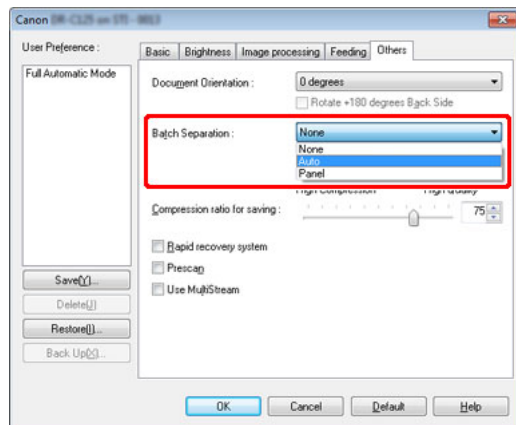 Canon
User Preference :
Full Automatic Mode
Basic Brightness Image processing Feeding Others
Document Orientation : 0 degrees
Rotate +180 degrees Back Side
Batch Separation : None
None
Auto
Panel
High Compression High Quality
Compression ratio for saving : 75
Rapid recovery system
Prescan
Use MultiStream
Save(Y)...
Delete(J)
Restore(I)...
Back Up(X)...
OK Cancel Default Help